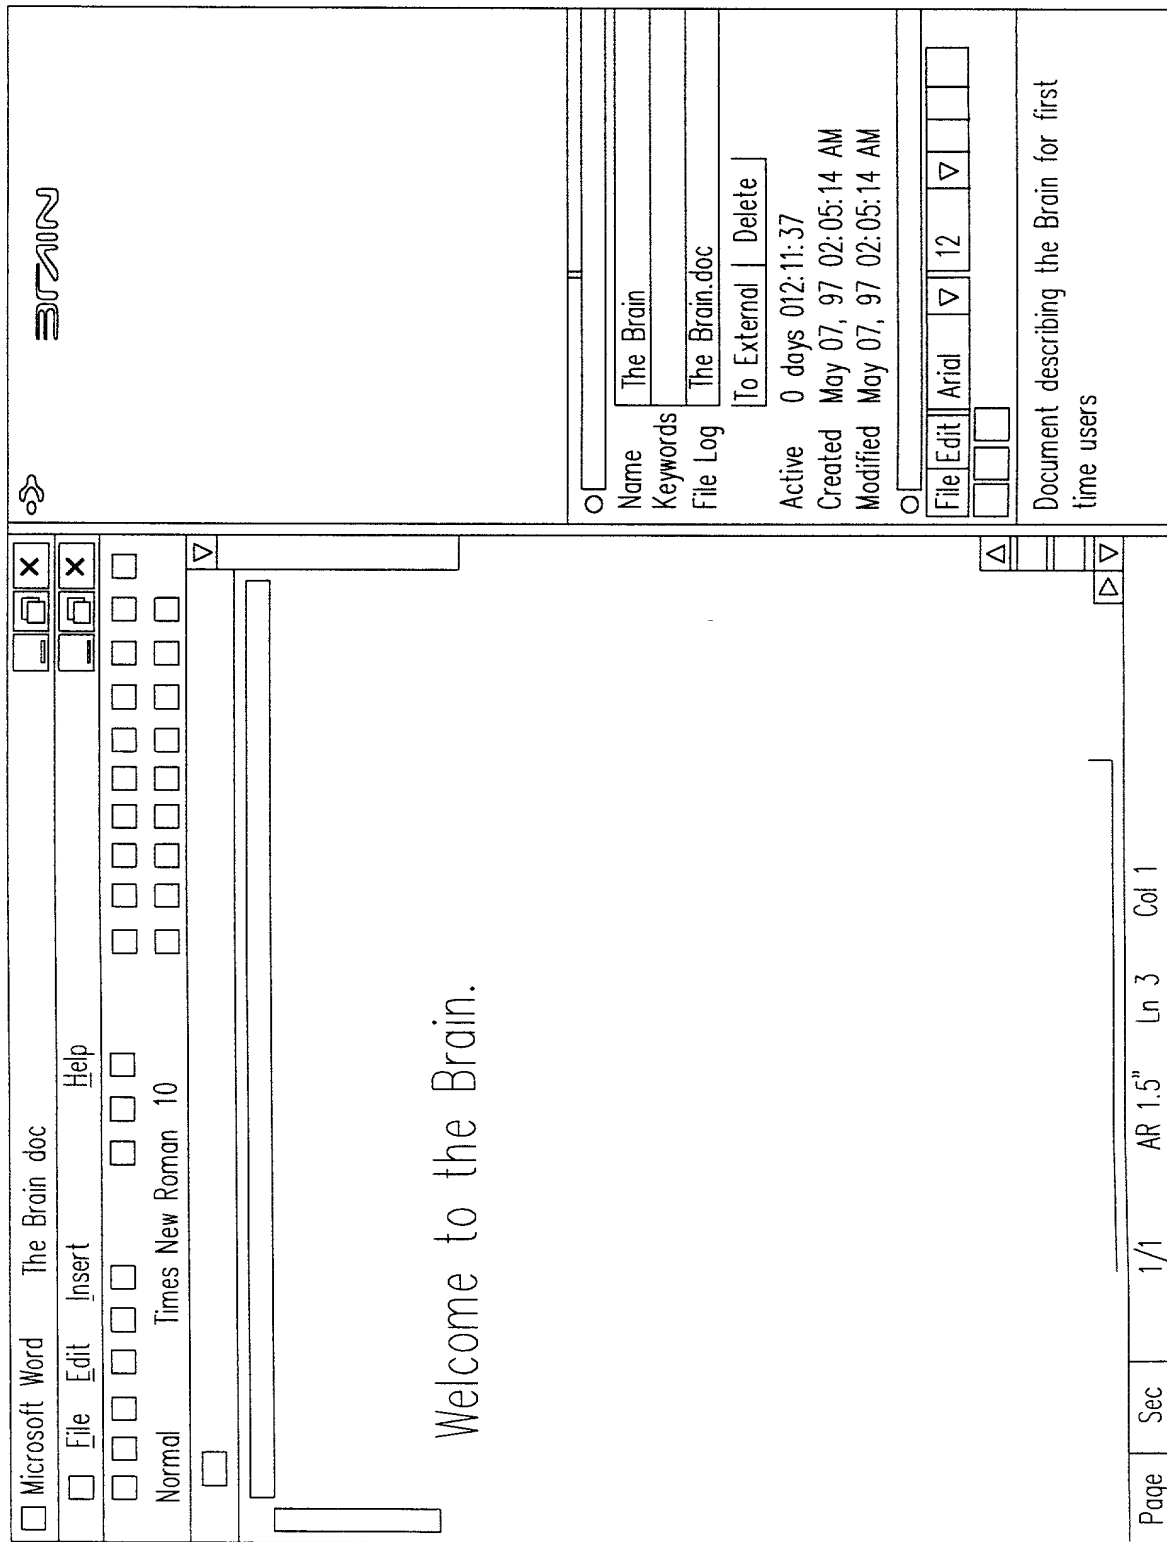 Microsoft Word The Brain doc
File Edit Insert Help
Normal Times New Roman 10
Welcome to the Brain.
Page Sec 1/1 AR 1.5" Ln 3 Col 1
BRAIN
Name The Brain
Keywords
File Log The Brain.doc
To External Delete
Active 0 days 012:11:37
Created May 07, 97 02:05:14 AM
Modified May 07, 97 02:05:14 AM
File Edit Arial 12
Document describing the Brain for first
time users